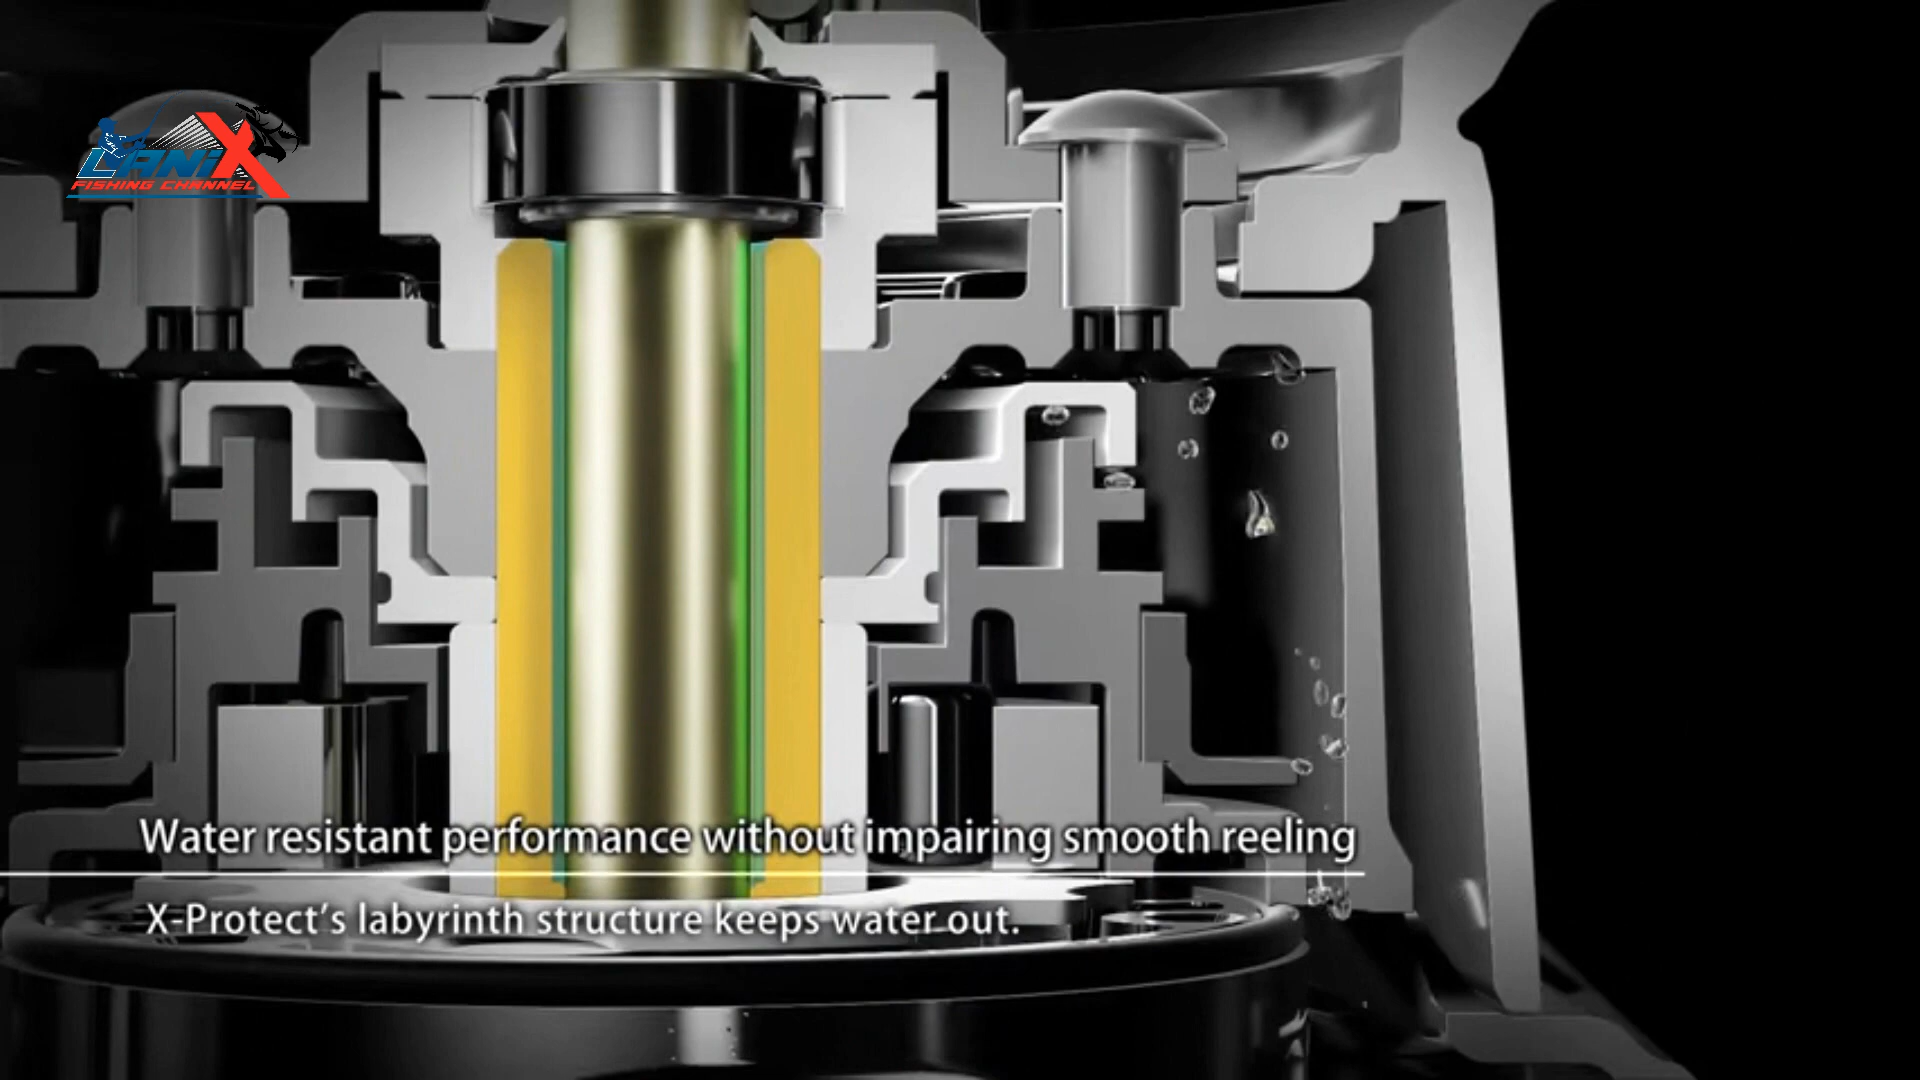 LANiX
FISHING CHANNEL
Water resistant performance without impairing smooth reeling
X-Protect's labyrinth structure keeps water out.